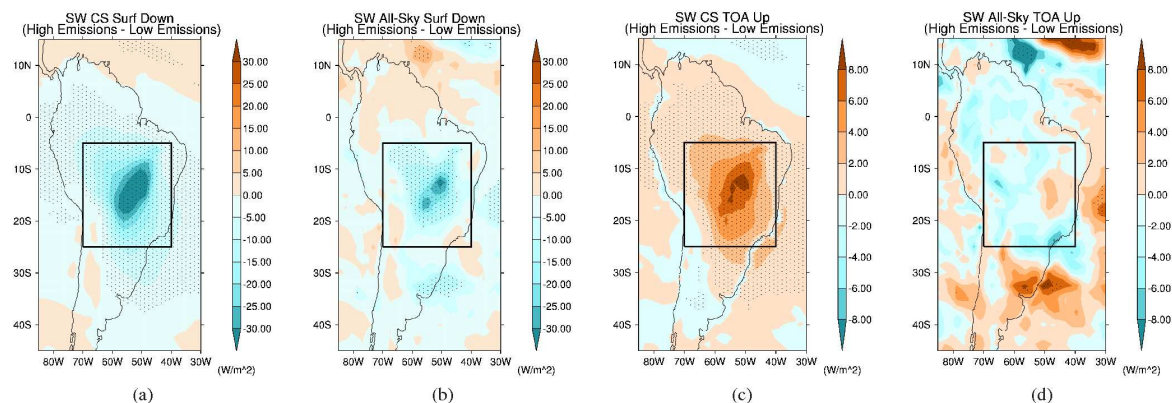 SW CS Surf Down
(High Emissions - Low Emissions)
10N
0
10S
20S
30S
40S
80W 70W 60W 50W 40W 30W
30.00
25.00
20.00
15.00
10.00
5.00
0.00
-5.00
-10.00
-15.00
-20.00
-25.00
-30.00
(W/m^2)
(a)
SW All-Sky Surf Down
(High Emissions - Low Emissions)
10N
0
10S
20S
30S
40S
80W 70W 60W 50W 40W 30W
30.00
25.00
20.00
15.00
10.00
5.00
0.00
-5.00
-10.00
-15.00
-20.00
-25.00
-30.00
(W/m^2)
(b)
SW CS TOA Up
(High Emissions - Low Emissions)
10N
0
10S
20S
30S
40S
80W 70W 60W 50W 40W 30W
8.00
6.00
4.00
2.00
0.00
-2.00
-4.00
-6.00
-8.00
(W/m^2)
(c)
SW All-Sky TOA Up
(High Emissions - Low Emissions)
10N
0
10S
20S
30S
40S
80W 70W 60W 50W 40W 30W
8.00
6.00
4.00
2.00
0.00
-2.00
-4.00
-6.00
-8.00
(W/m^2)
(d)